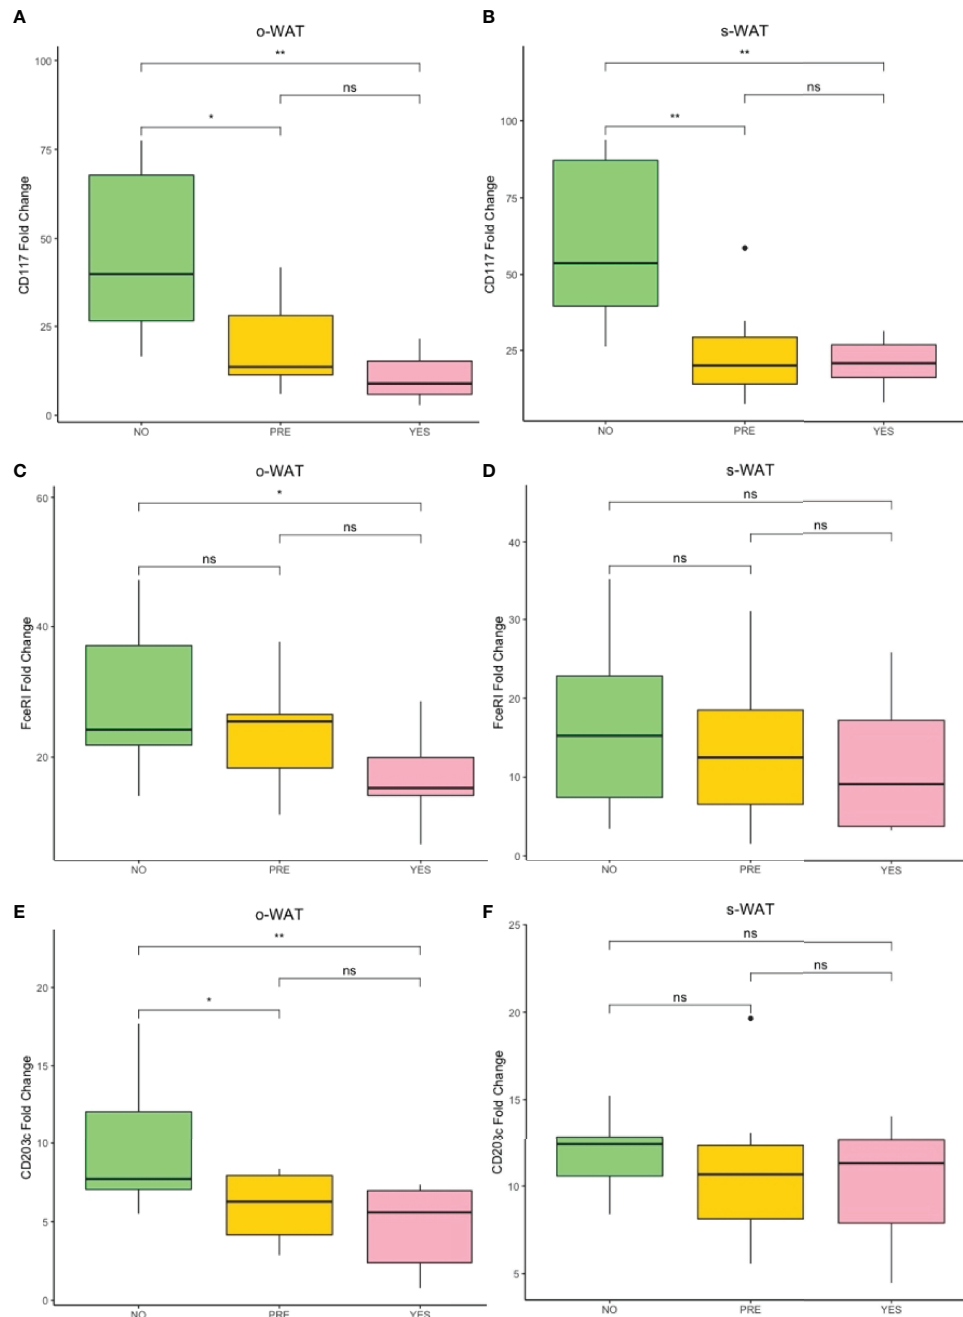 A
o-WAT
**
ns
*
100
75
50
25
0
CD117 Fold Change
NO PRE YES
B
s-WAT
**
ns
**
100
75
50
25
CD117 Fold Change
NO PRE YES
C
o-WAT
*
ns
ns
60
40
20
FceRI Fold Change
NO PRE YES
D
s-WAT
ns
ns
ns
40
30
20
10
0
FceRI Fold Change
NO PRE YES
E
o-WAT
**
ns
*
20
15
10
5
0
CD203c Fold Change
NO PRE YES
F
s-WAT
ns
ns
ns
25
20
15
10
5
CD203c Fold Change
NO PRE YES